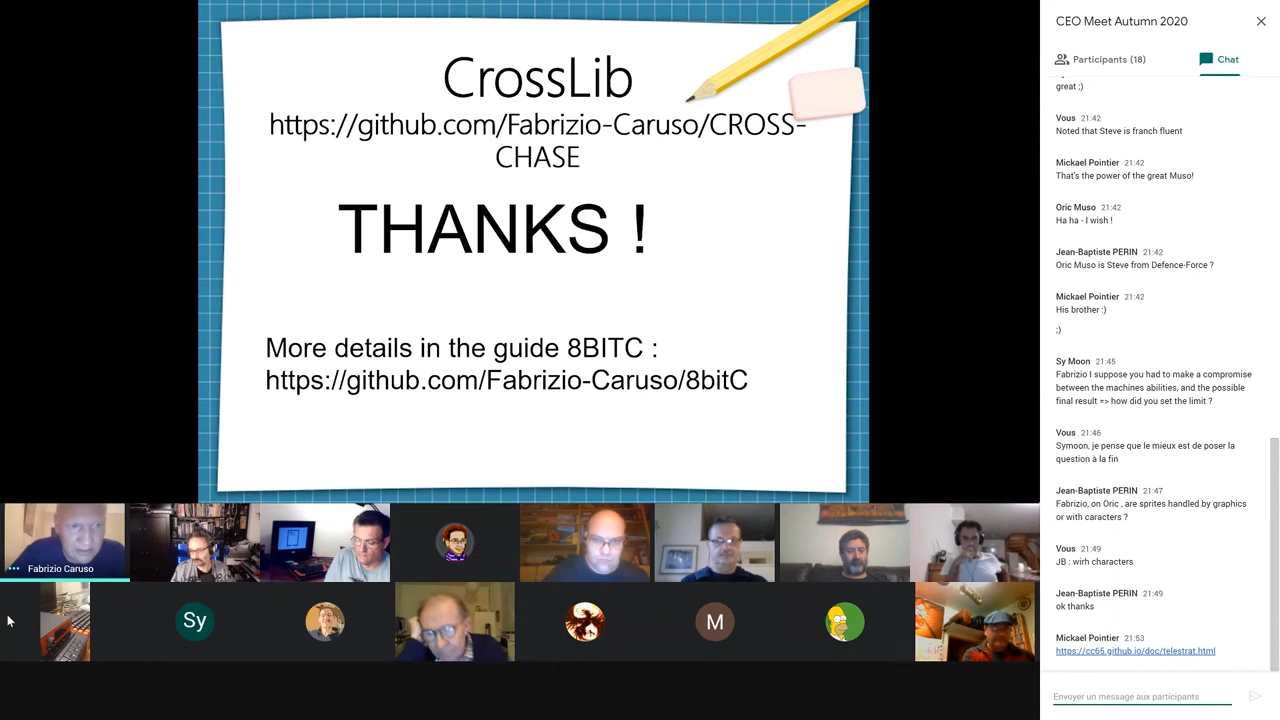 CrossLib
https://github.com/Fabrizio-Caruso/CROSS-
CHASE
THANKS !
More details in the guide 8BITC :
https://github.com/Fabrizio-Caruso/8bitC
Fabrizio Caruso
Sy
M
CEO Meet Autumn 2020
Participants (18)
Chat
great ;)
Vous 21:42
Noted that Steve is franch fluent
Mickael Pointier 21:42
That's the power of the great Muso!
Oric Muso 21:42
Ha ha - I wish !
Jean-Baptiste PERIN 21:42
Oric Muso is Steve from Defence-Force ?
Mickael Pointier 21:42
His brother :)
;)
Sy Moon 21:45
Fabrizio I suppose you had to make a compromise
between the machines abilities, and the possible
final result => how did you set the limit ?
Vous 21:46
Symoon, je pense que le mieux est de poser la
question à la fin
Jean-Baptiste PERIN 21:47
Fabrizio, on Oric , are sprites handled by graphics
or with caracters ?
Vous 21:49
JB : wirh characters
Jean-Baptiste PERIN 21:49
ok thanks
Mickael Pointier 21:53
https://cc65.github.io/doc/telestrat.html
Envoyer un message aux participants